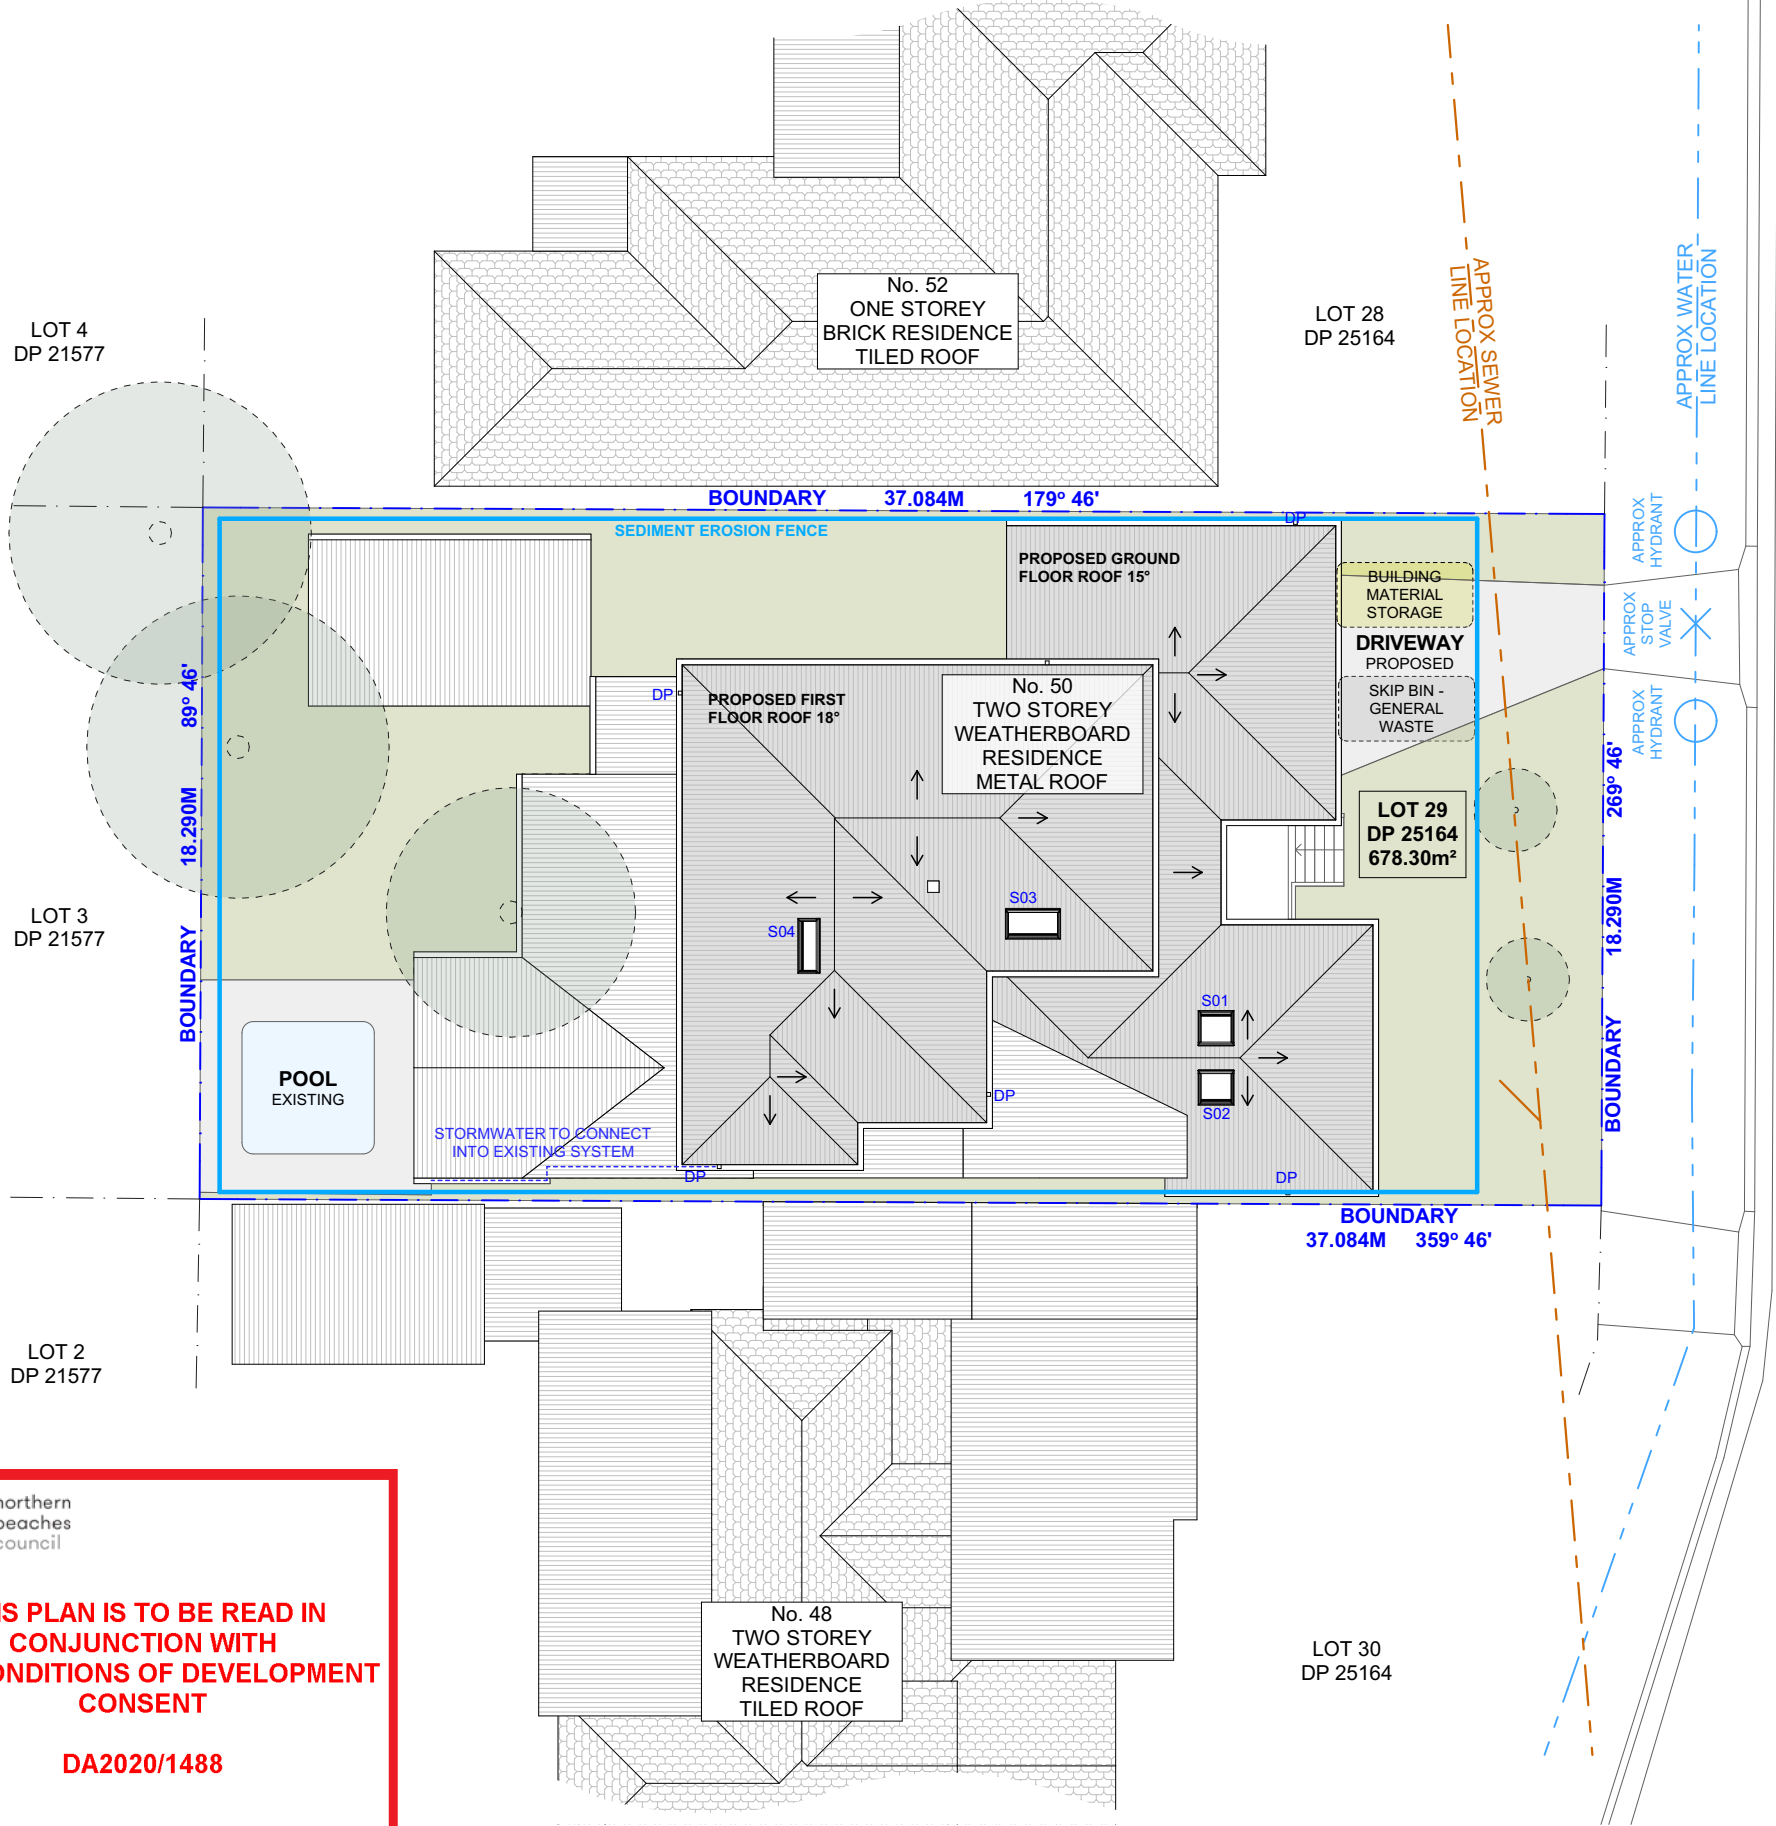 No. 52
ONE STOREY
BRICK RESIDENCE
TILED ROOF
LOT 4
DP 21577
LOT 28
DP 25164
APPROX SEWER
LINE LOCATION
APPROX WATER
LINE LOCATION
BOUNDARY 37.084M 179º 46'
SEDIMENT EROSION FENCE
DP
APPROX
HYDRANT
PROPOSED GROUND
FLOOR ROOF 15°
BUILDING
MATERIAL
STORAGE
APPROX
STOP
VALVE
DRIVEWAY
PROPOSED
SKIP BIN -
GENERAL
WASTE
APPROX
HYDRANT
DP
PROPOSED FIRST
FLOOR ROOF 18°
No. 50
TWO STOREY
WEATHERBOARD
RESIDENCE
METAL ROOF
BOUNDARY 18.290M 89º 46'
BOUNDARY 18.290M 269º 46'
LOT 29
DP 25164
678.30m²
LOT 3
DP 21577
S03
S04
S01
S02
POOL
EXISTING
DP
STORMWATER TO CONNECT
INTO EXISTING SYSTEM
DP
DP
BOUNDARY
37.084M 359º 46'
LOT 2
DP 21577
northern
beaches
council
IS PLAN IS TO BE READ IN
CONJUNCTION WITH
ONDITIONS OF DEVELOPMENT
CONSENT
DA2020/1488
No. 48
TWO STOREY
WEATHERBOARD
RESIDENCE
TILED ROOF
LOT 30
DP 25164